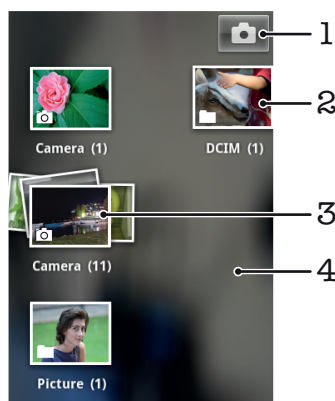 1
Camera (1)
DCIM (1)
2
Camera (11)
3
4
Picture (1)